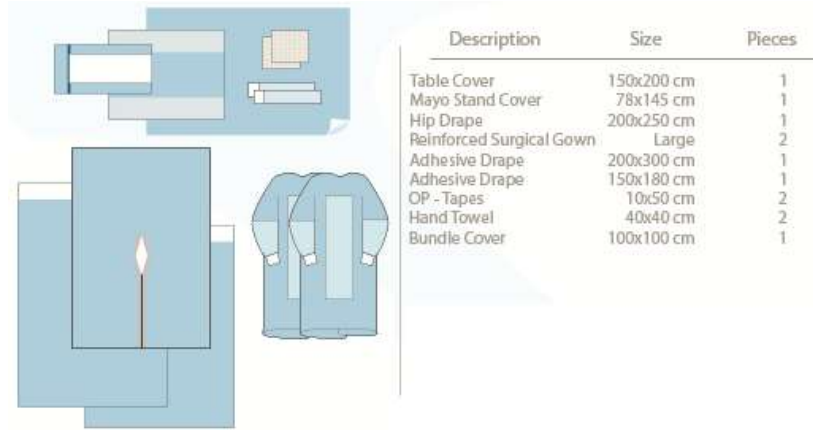 Description Size Pieces
Table Cover 150x200 cm 1
Mayo Stand Cover 78x145 cm 1
Hip Drape 200x250 cm 1
Reinforced Surgical Gown Large 2
Adhesive Drape 200x300 cm 1
Adhesive Drape 150x180 cm 1
OP - Tapes 10x50 cm 2
Hand Towel 40x40 cm 2
Bundle Cover 100x100 cm 1